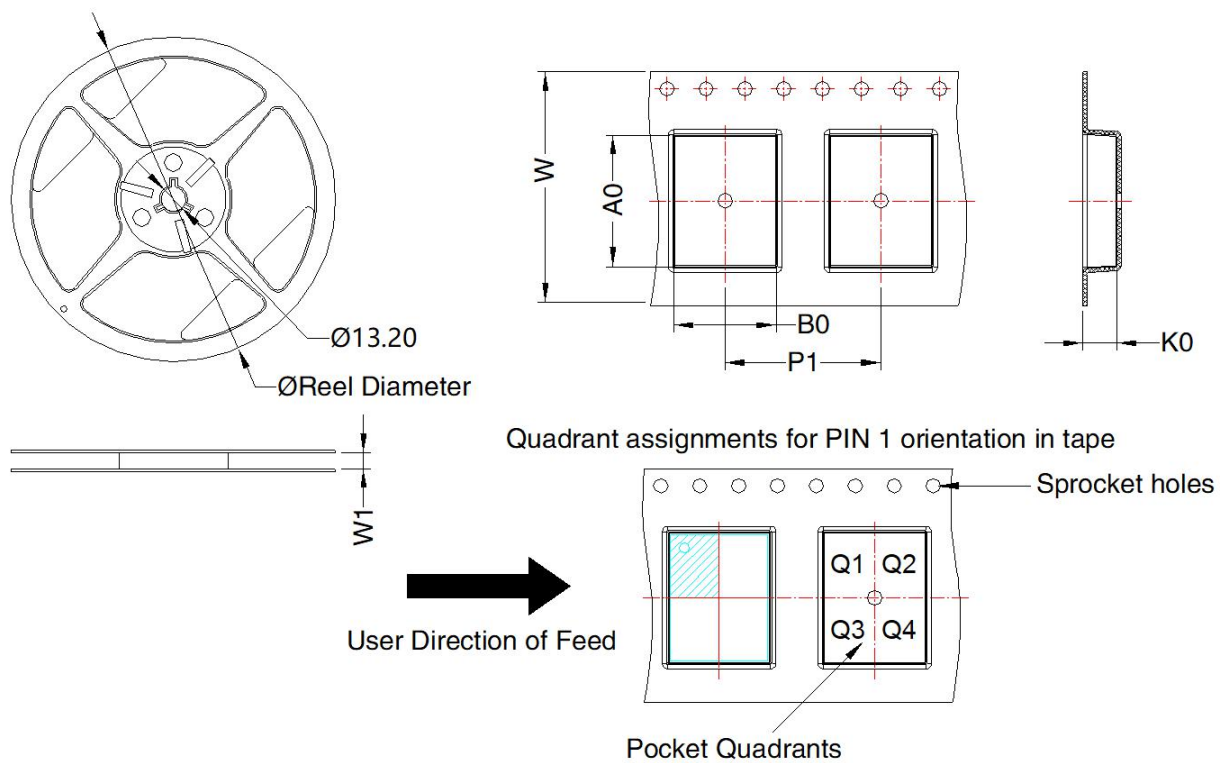 W
A0
B0
P1
K0
Ø13.20
ØReel Diameter
W1
Quadrant assignments for PIN 1 orientation in tape
Sprocket holes
Q1 Q2
Q3 Q4
User Direction of Feed
Pocket Quadrants